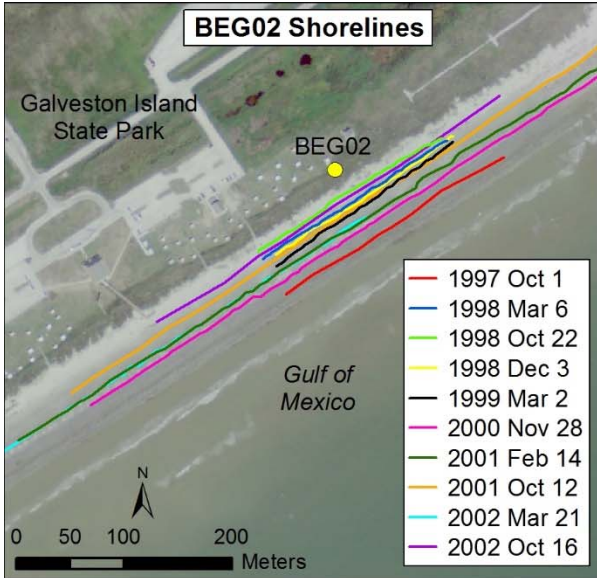 BEG02 Shorelines
Galveston Island
State Park
BEG02
1997 Oct 1
1998 Mar 6
1998 Oct 22
1998 Dec 3
1999 Mar 2
2000 Nov 28
2001 Feb 14
2001 Oct 12
2002 Mar 21
2002 Oct 16
Gulf of
Mexico
N
0 50 100 200
Meters